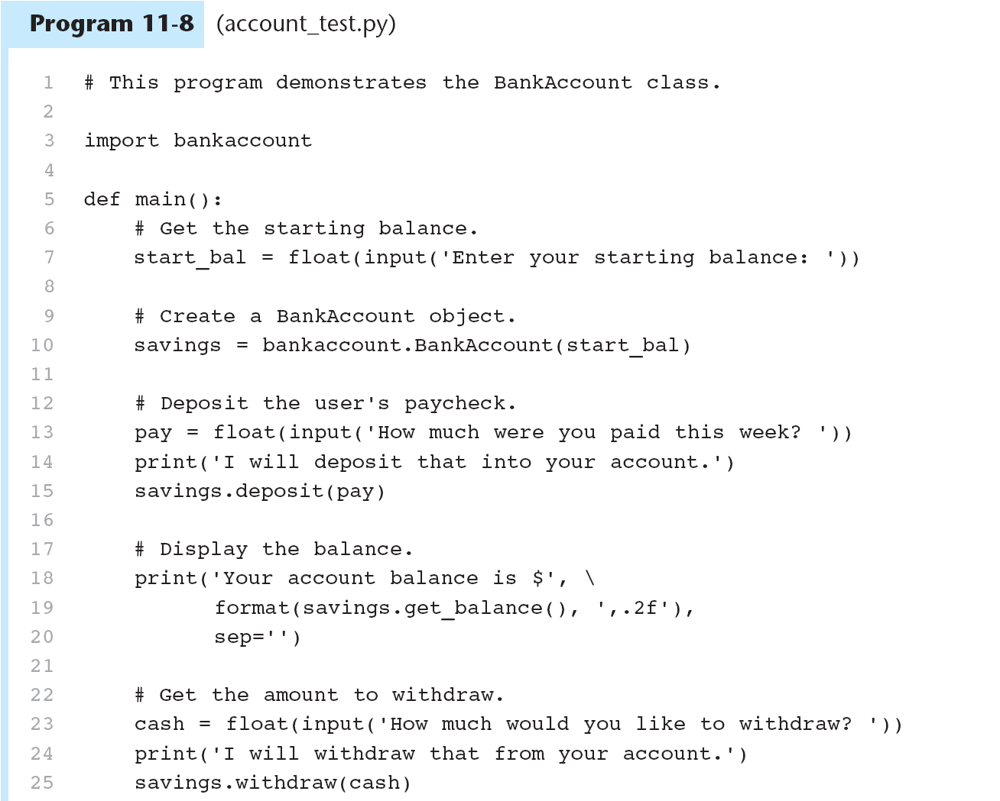 Program 11-8 (account_test.py)
1 # This program demonstrates the BankAccount class.
2
3 import bankaccount
4
5 def main():
6     # Get the starting balance.
7     start_bal = float(input('Enter your starting balance: '))
8
9     # Create a BankAccount object.
10     savings = bankaccount.BankAccount(start_bal)
11
12     # Deposit the user's paycheck.
13     pay = float(input('How much were you paid this week? '))
14     print('I will deposit that into your account.')
15     savings.deposit(pay)
16
17     # Display the balance.
18     print('Your account balance is $', \
19           format(savings.get_balance(), ',.2f'),
20           sep='')
21
22     # Get the amount to withdraw.
23     cash = float(input('How much would you like to withdraw? '))
24     print('I will withdraw that from your account.')
25     savings.withdraw(cash)